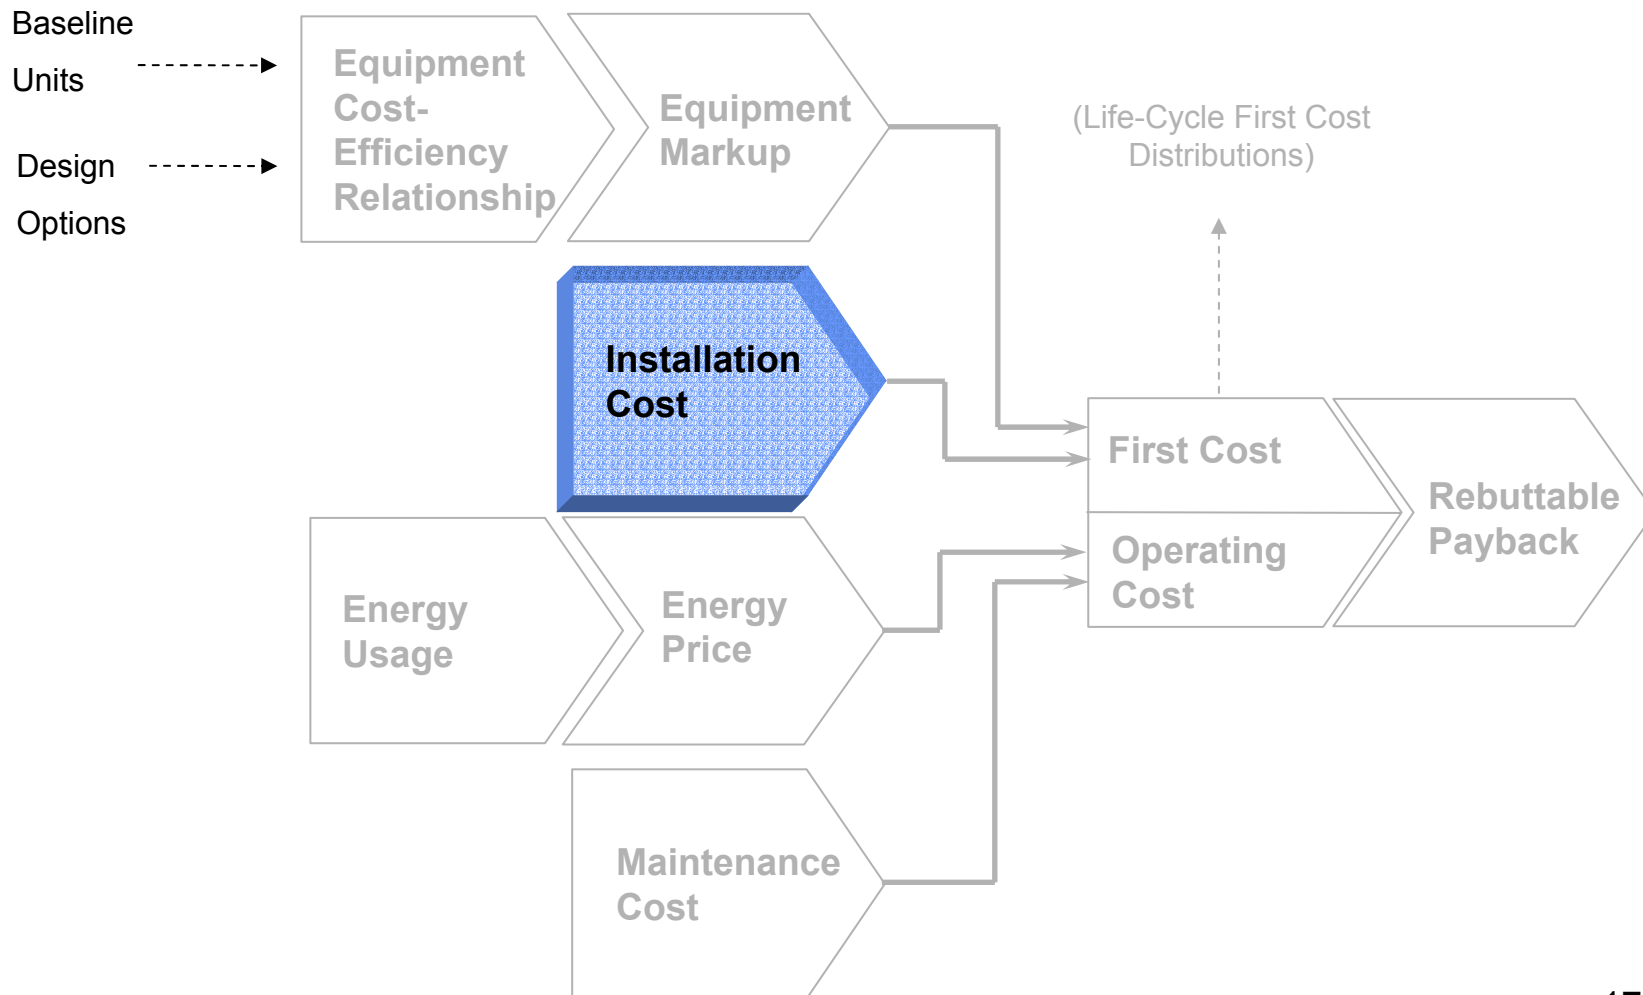 Baseline
Units
Design
Options
Equipment
Cost-
Efficiency
Relationship
Equipment
Markup
(Life-Cycle First Cost
Distributions)
Installation
Cost
First Cost
Operating
Cost
Rebuttable
Payback
Energy
Usage
Energy
Price
Maintenance
Cost